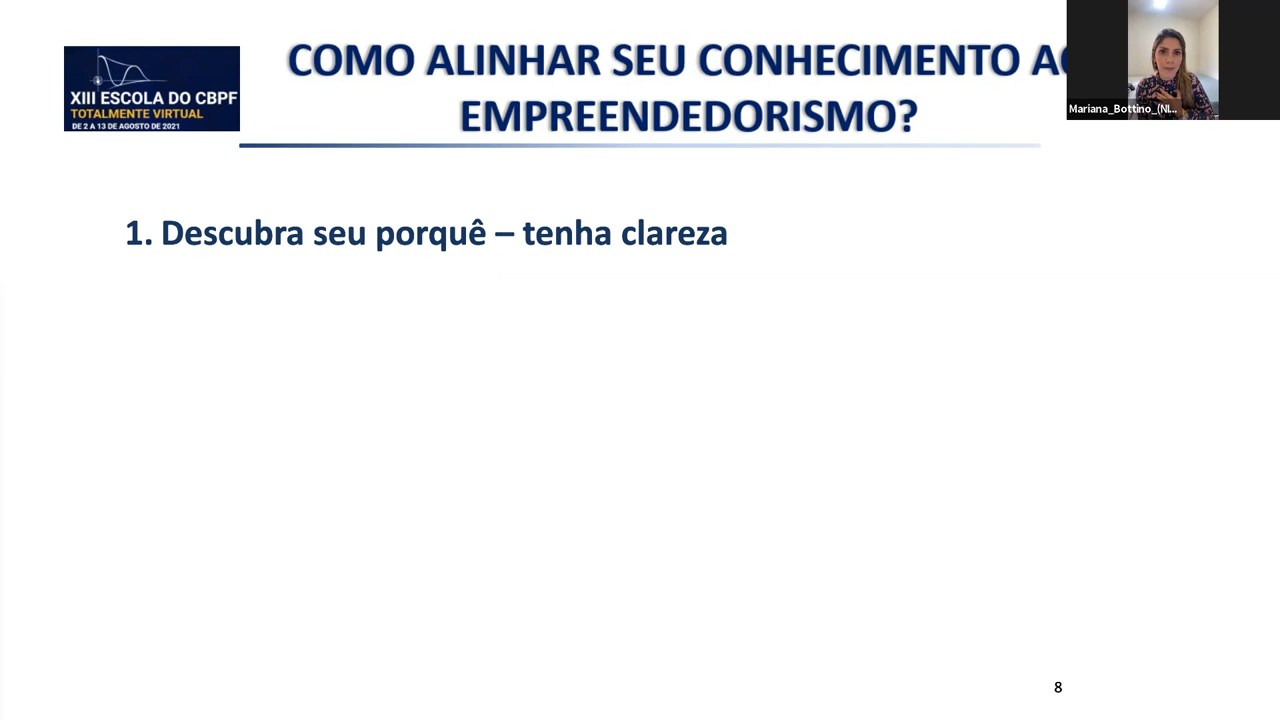 COMO ALINHAR SEU CONHECIMENTO AO
EMPREENDEDORISMO?
XIII ESCOLA DO CBPF
TOTALMENTE VIRTUAL
DE 2 A 13 DE AGOSTO DE 2021
Mariana_Bottino_(NI...
1. Descubra seu porquê – tenha clareza
8